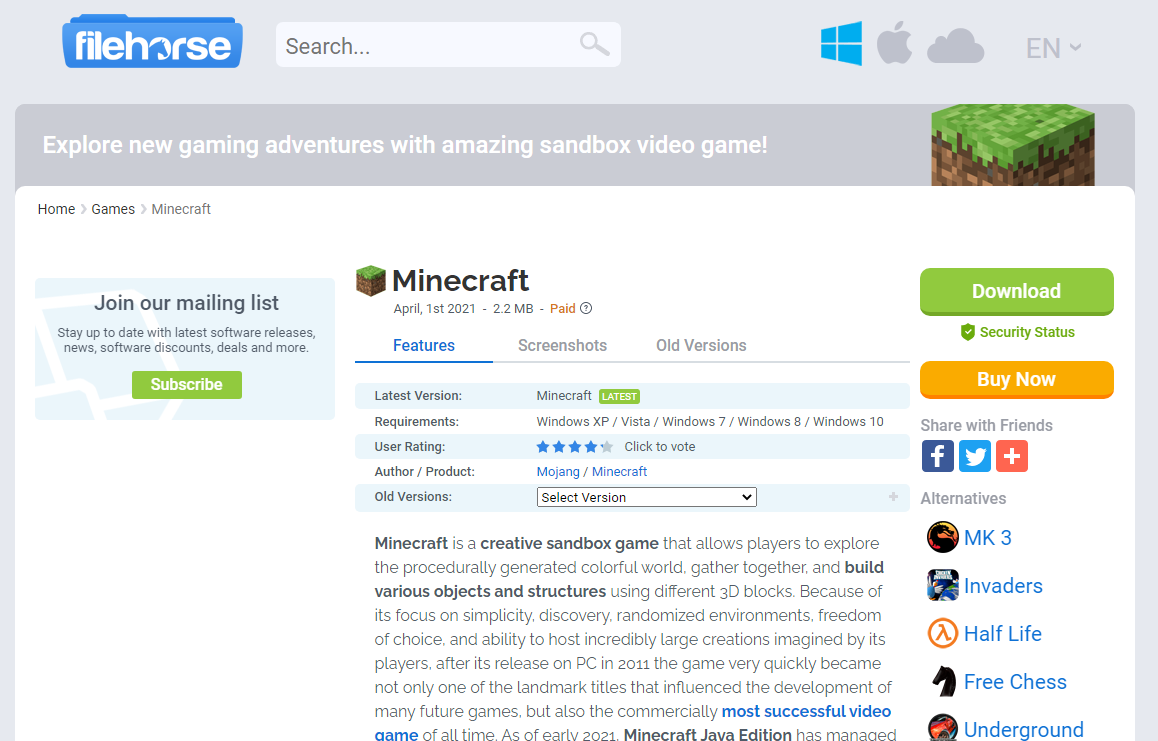 filehorse
Search...
EN
Explore new gaming adventures with amazing sandbox video game!
Home > Games > Minecraft
Join our mailing list
Stay up to date with latest software releases,
news, software discounts, deals and more.
Subscribe
Minecraft
April, 1st 2021 - 2.2 MB - Paid ?
Features Screenshots Old Versions
Latest Version: Minecraft LATEST
Requirements: Windows XP / Vista / Windows 7 / Windows 8 / Windows 10
User Rating: Click to vote
Author / Product: Mojang / Minecraft
Old Versions: Select Version +
Minecraft is a creative sandbox game that allows players to explore
the procedurally generated colorful world, gather together, and build
various objects and structures using different 3D blocks. Because of
its focus on simplicity, discovery, randomized environments, freedom
of choice, and ability to host incredibly large creations imagined by its
players, after its release on PC in 2011 the game very quickly became
not only one of the landmark titles that influenced the development of
many future games, but also the commercially most successful video
game of all time. As of early 2021, Minecraft Java Edition has managed
Download
Security Status
Buy Now
Share with Friends
Alternatives
MK 3
Invaders
Half Life
Free Chess
Underground